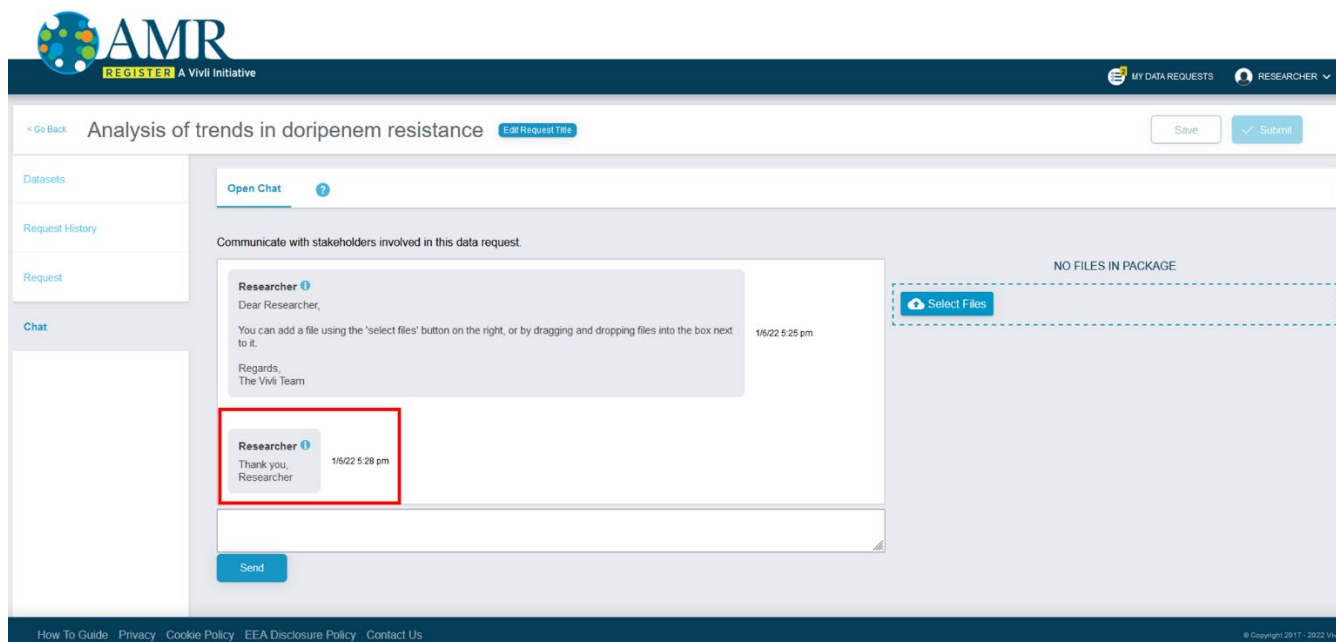 AMR
REGISTER A Vivli Initiative
2
MY DATA REQUESTS
RESEARCHER
< Go Back
Analysis of trends in doripenem resistance
Edit Request Title
Save
Submit
Datasets
Request History
Request
Chat
Open Chat
?
Communicate with stakeholders involved in this data request.
Researcher
Dear Researcher,
You can add a file using the 'select files' button on the right, or by dragging and dropping files into the box next
to it.
Regards,
The Vivli Team
1/6/22 5:25 pm
Researcher
Thank you,
Researcher
1/6/22 5:28 pm
Send
NO FILES IN PACKAGE
Select Files
How To Guide Privacy Cookie Policy EEA Disclosure Policy Contact Us
© Copyright 2017 - 2022,